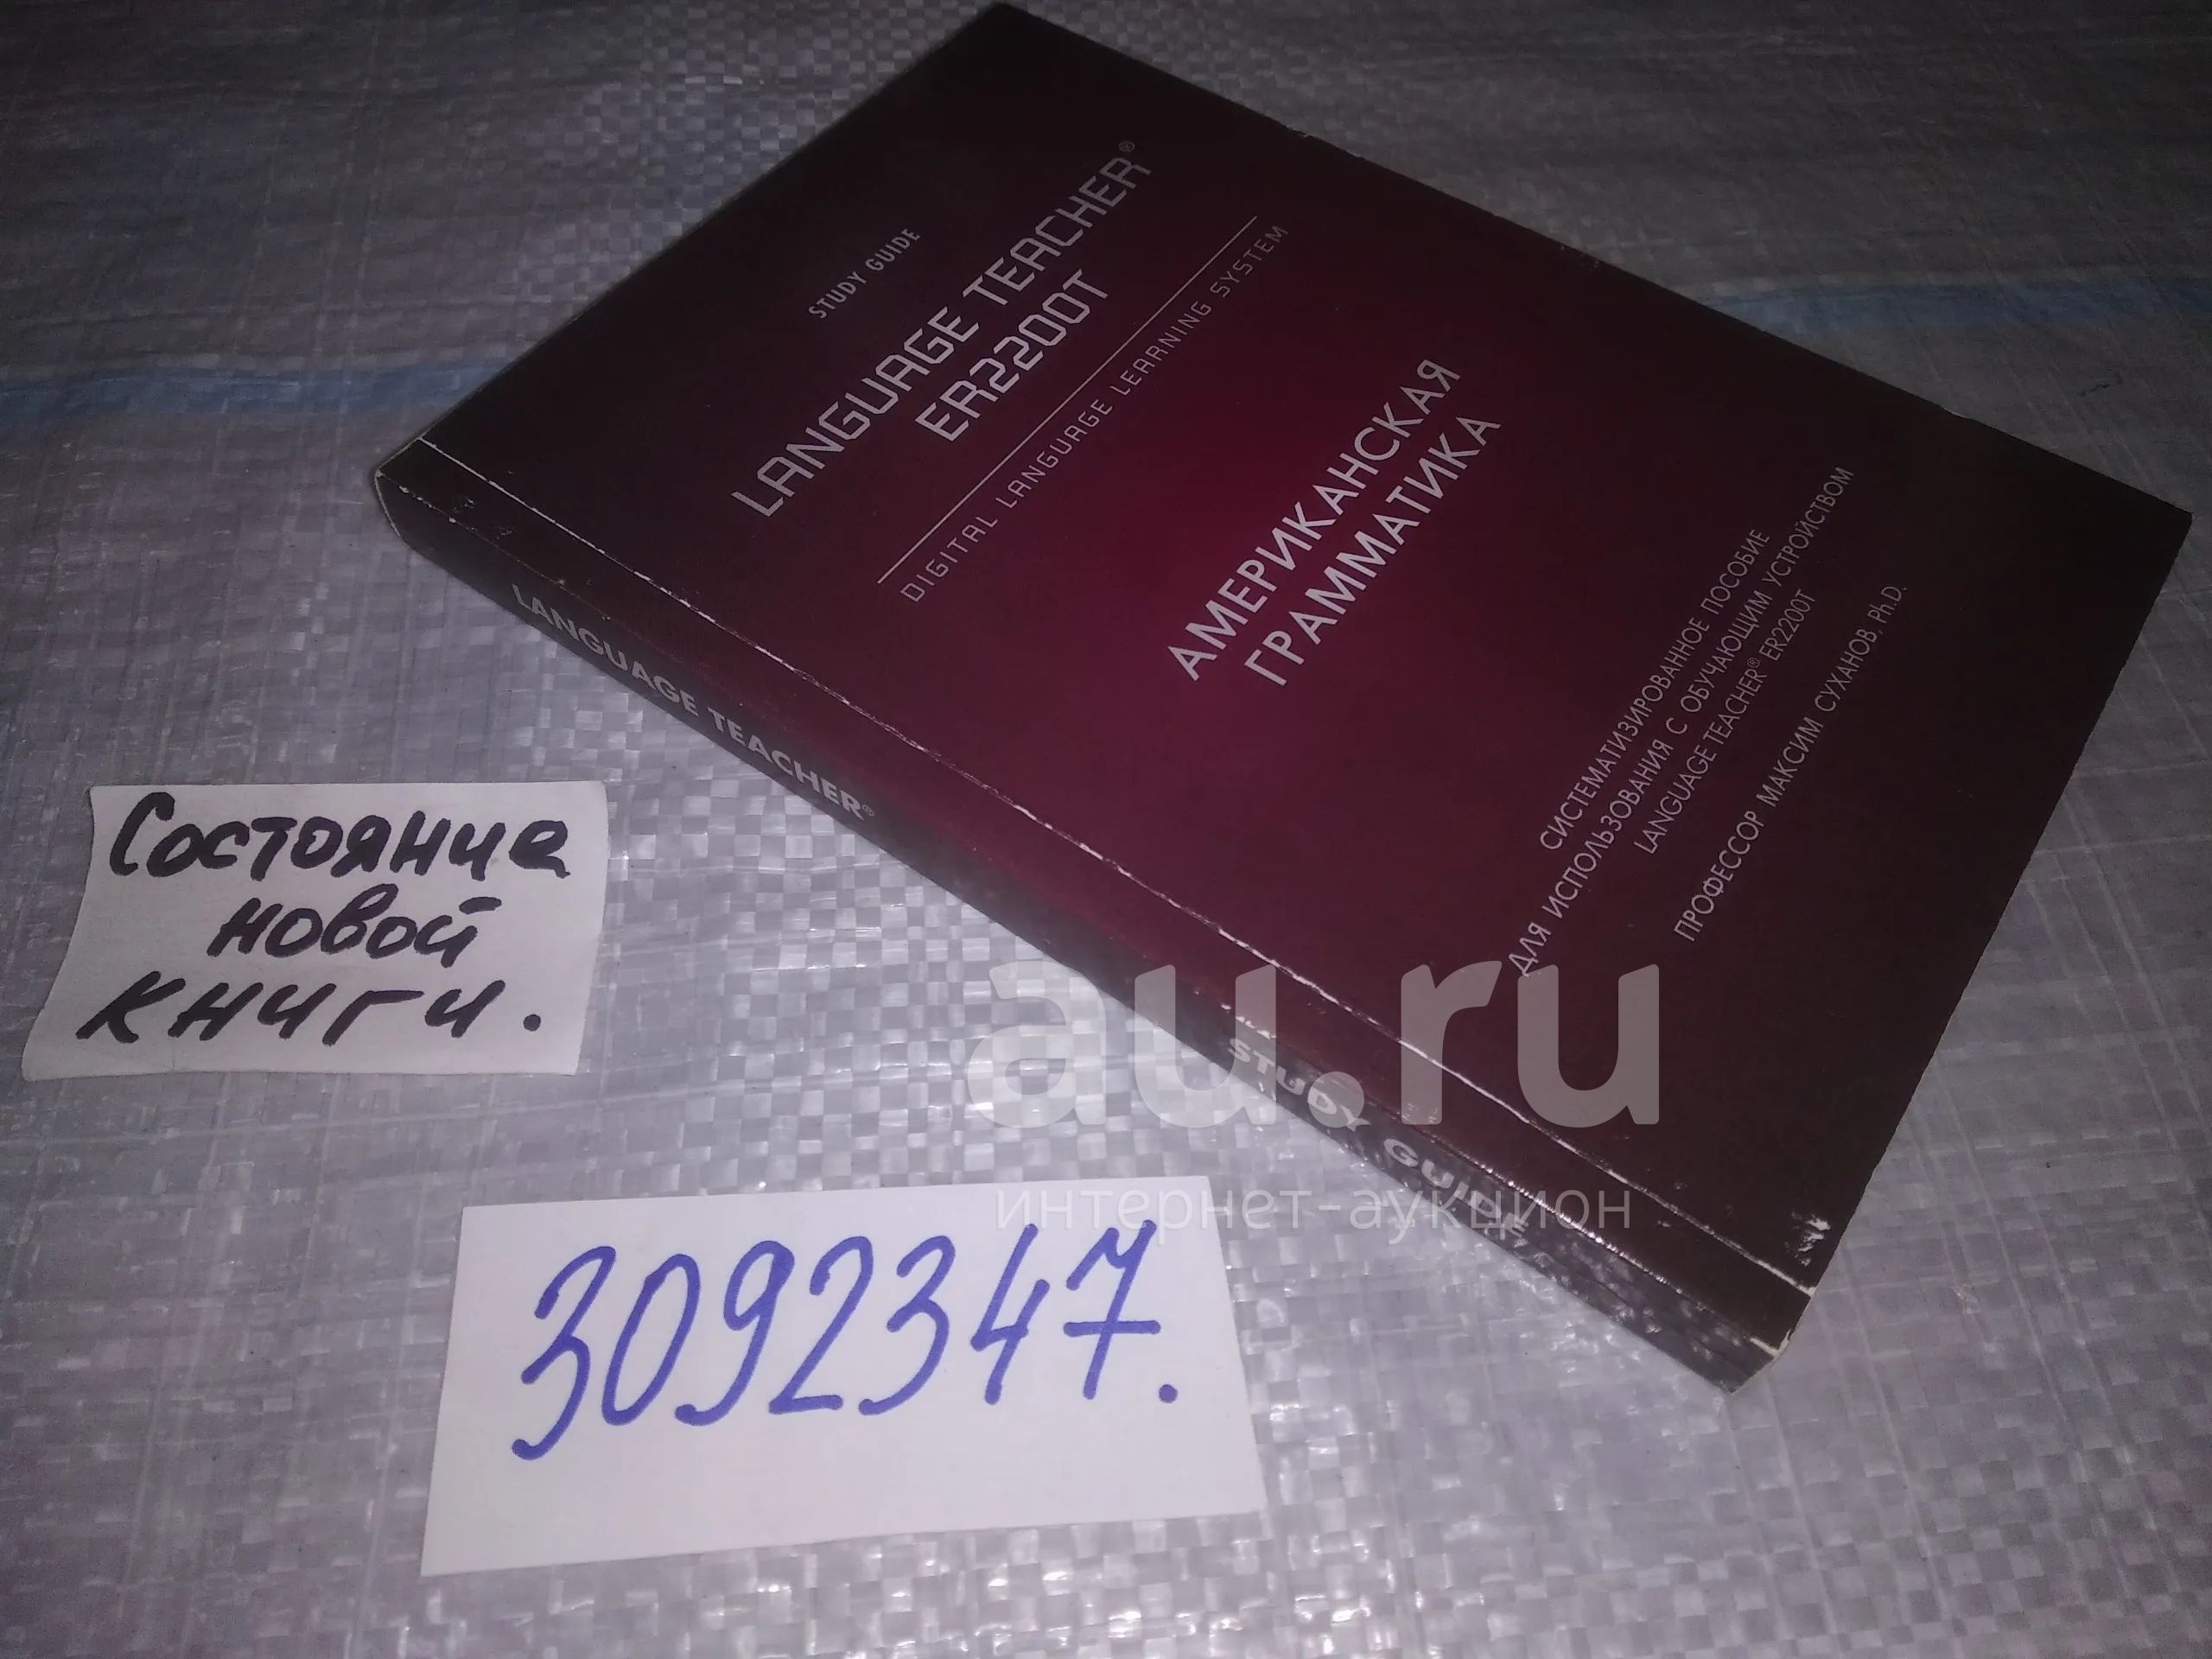 STUDY GUIDE
LANGUAGE TEACHER®
ER2200T
DIGITAL LANGUAGE LEARNING SYSTEM
АМЕРИКАНСКАЯ
ГРАММАТИКА
СИСТЕМАТИЗИРОВАННОЕ ПОСОБИЕ
ДЛЯ ИСПОЛЬЗОВАНИЯ С ОБУЧАЮЩИМ УСТРОЙСТВОМ
LANGUAGE TEACHER® ER2200T
ПРОФЕССОР МАКСИМ СУХАНОВ, Ph.D.
LANGUAGE TEACHER®
STUDY GUIDE
Состояние
новой
книги.
au.ru
интернет-аукцион
3092347.